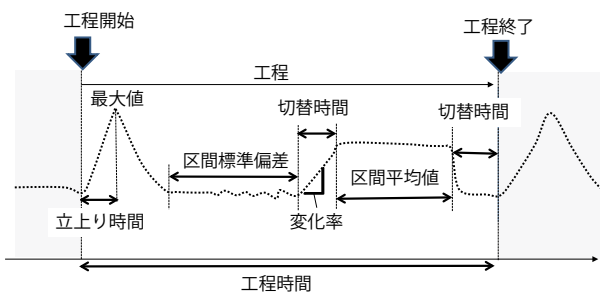 工程開始
工程終了
工程
最大値
切替時間
切替時間
区間標準偏差
区間平均値
立上り時間
変化率
工程時間